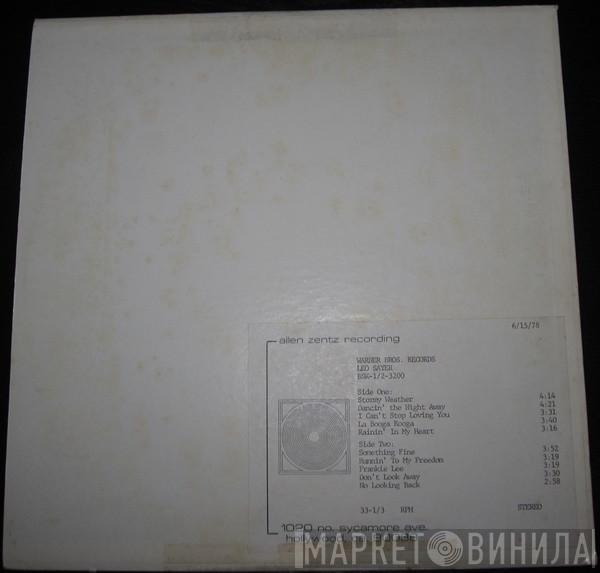 6/15/78
allen zentz recording
WARNER BROS. RECORDS
LEO SAYER
BSK-1/2-3200
Side One:
Stormy Weather 4:14
Dancin' the Night Away 4:21
I Can't Stop Loving You 3:31
La Booga Rooga 3:40
Rainin' In My Heart 3:16
Side Two:
Something Fine 3:52
Runnin' To My Freedom 3:19
Frankie Lee 3:19
Don't Look Away 3:30
No Looking Back 2:58
33-1/3 RPM STEREO
1020 no. sycamore ave.
hollywood, ca. 90038
МАРКЕТ ВИНИЛА